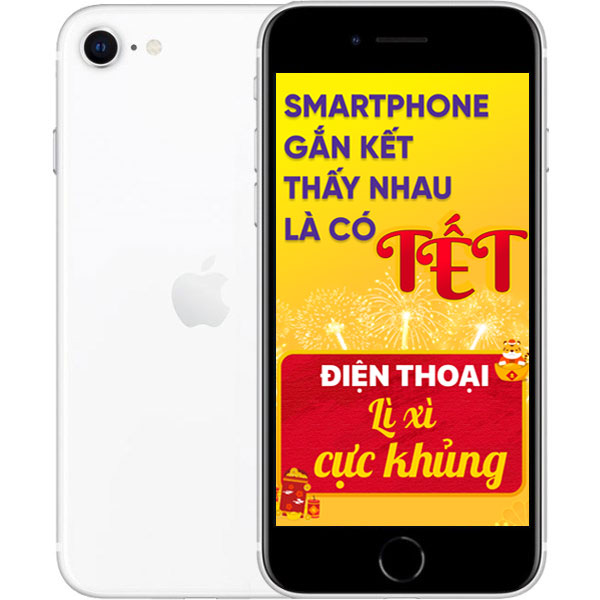 SMARTPHONE
GẮN KẾT
THẤY NHAU
LÀ CÓ TẾT
ĐIỆN THOẠI
Lì xì
cực khủng